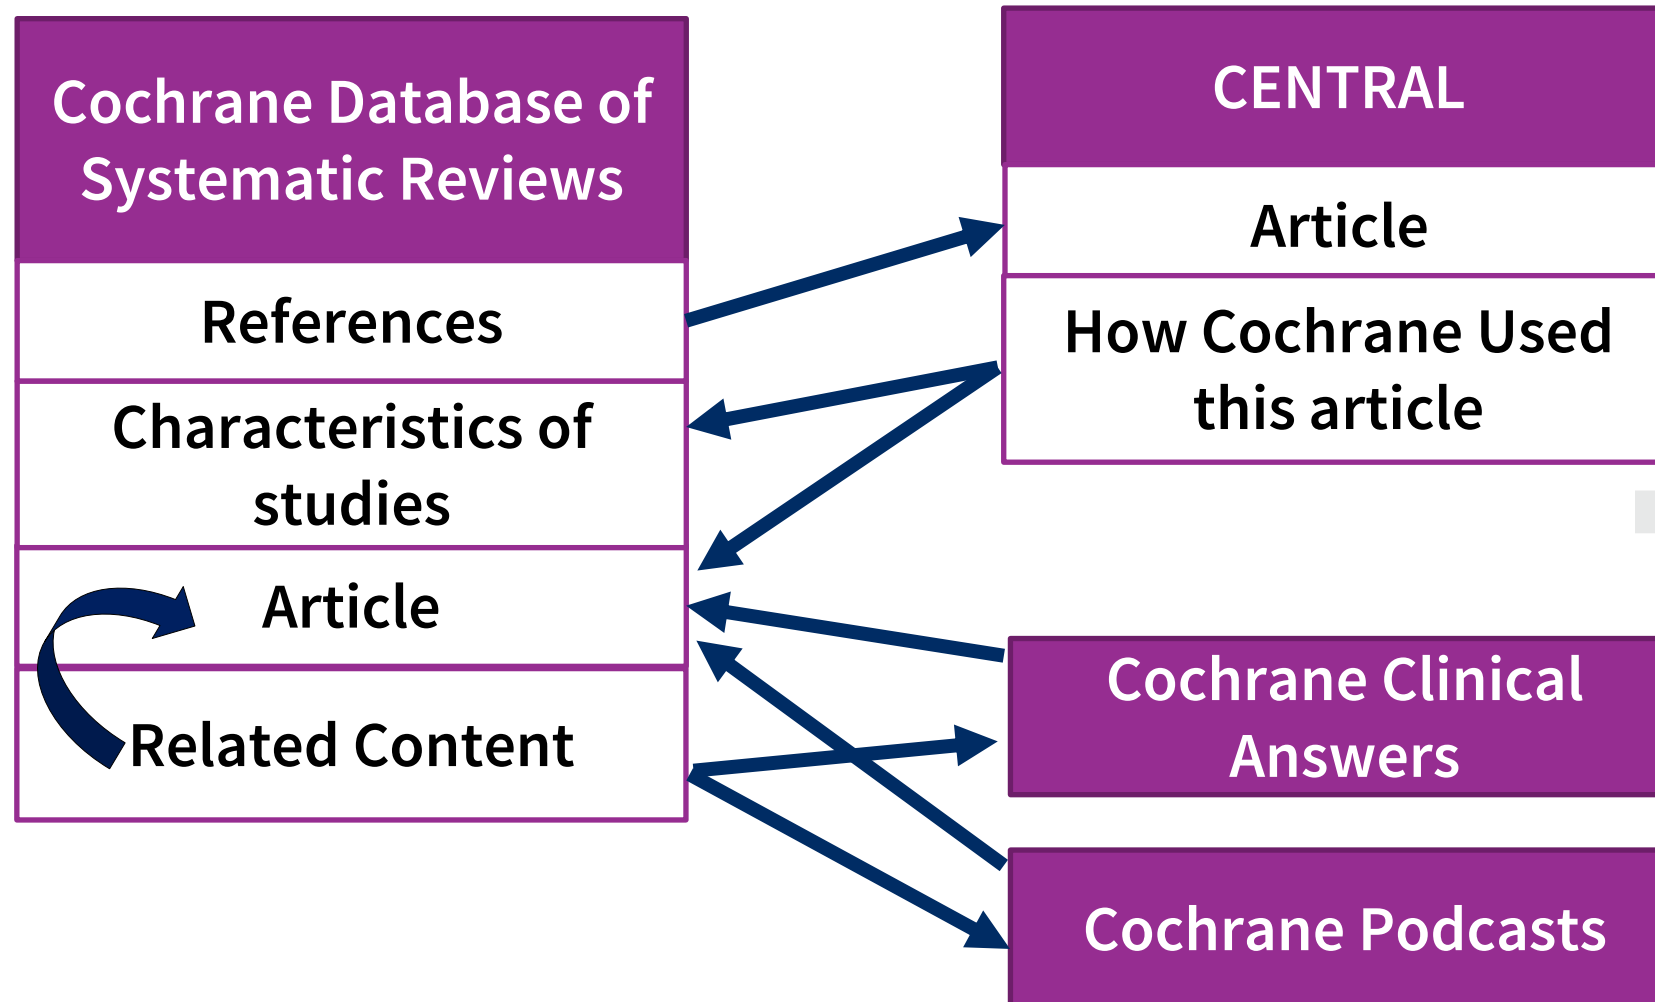 Cochrane Database of
Systematic Reviews
References
Characteristics of
studies
Article
Related Content
CENTRAL
Article
How Cochrane Used
this article
Cochrane Clinical
Answers
Cochrane Podcasts